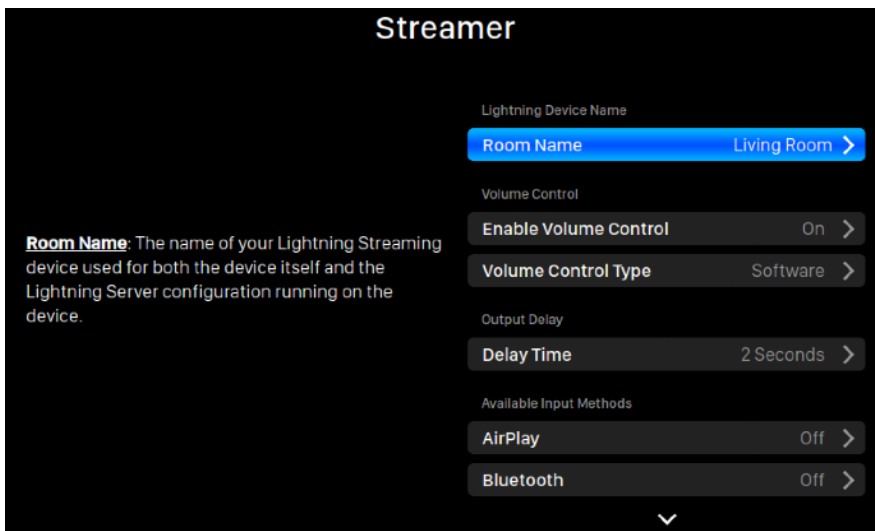 Streamer
Room Name: The name of your Lightning Streaming
device used for both the device itself and the
Lightning Server configuration running on the
device.
Lightning Device Name
Room Name Living Room
Volume Control
Enable Volume Control On
Volume Control Type Software
Output Delay
Delay Time 2 Seconds
Available Input Methods
AirPlay Off
Bluetooth Off